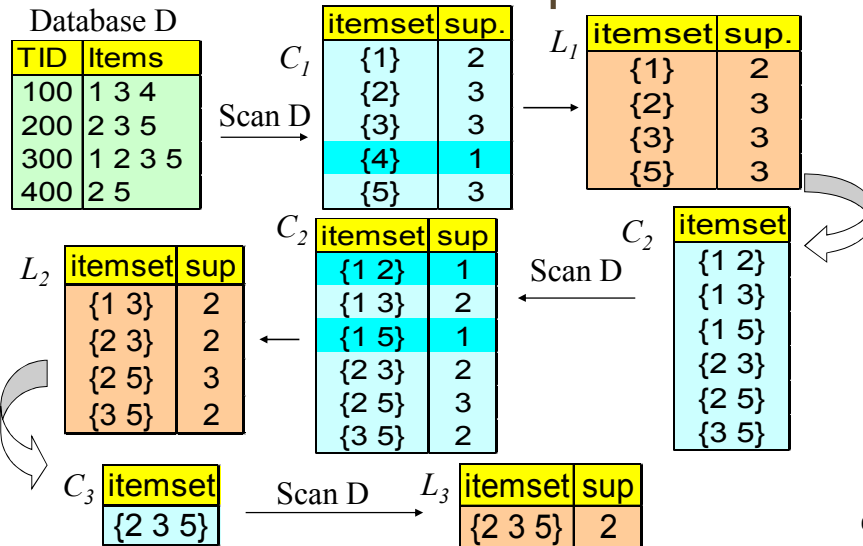 Database D
TID Items
100 1 3 4
200 2 3 5
300 1 2 3 5
400 2 5
Scan D
C1
itemset sup.
{1} 2
{2} 3
{3} 3
{4} 1
{5} 3
L1
itemset sup.
{1} 2
{2} 3
{3} 3
{5} 3
C2
itemset
{1 2}
{1 3}
{1 5}
{2 3}
{2 5}
{3 5}
Scan D
C2
itemset sup
{1 2} 1
{1 3} 2
{1 5} 1
{2 3} 2
{2 5} 3
{3 5} 2
L2
itemset sup
{1 3} 2
{2 3} 2
{2 5} 3
{3 5} 2
C3
itemset
{2 3 5}
Scan D
L3
itemset sup
{2 3 5} 2